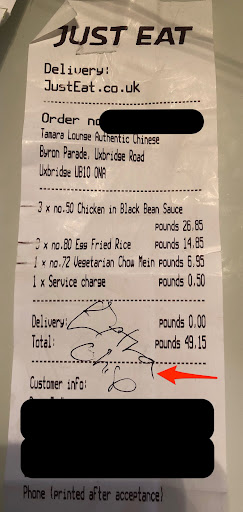 JUST EAT
Delivery:
JustEat.co.uk
Order no
Tamara Lounge Authentic Chinese
Byron Parade, Uxbridge Road
Uxbridge UB10 0NA
3 x no.50 Chicken in Black Bean Sauce
pounds 26.85
3 x no.80 Egg Fried Rice pounds 14.85
1 x no.72 Vegetarian Chow Mein pounds 6.95
1 x Service charge pounds 0.50
Delivery: pounds 0.00
Total: pounds 49.15
Customer info:
Phone (printed after acceptance)